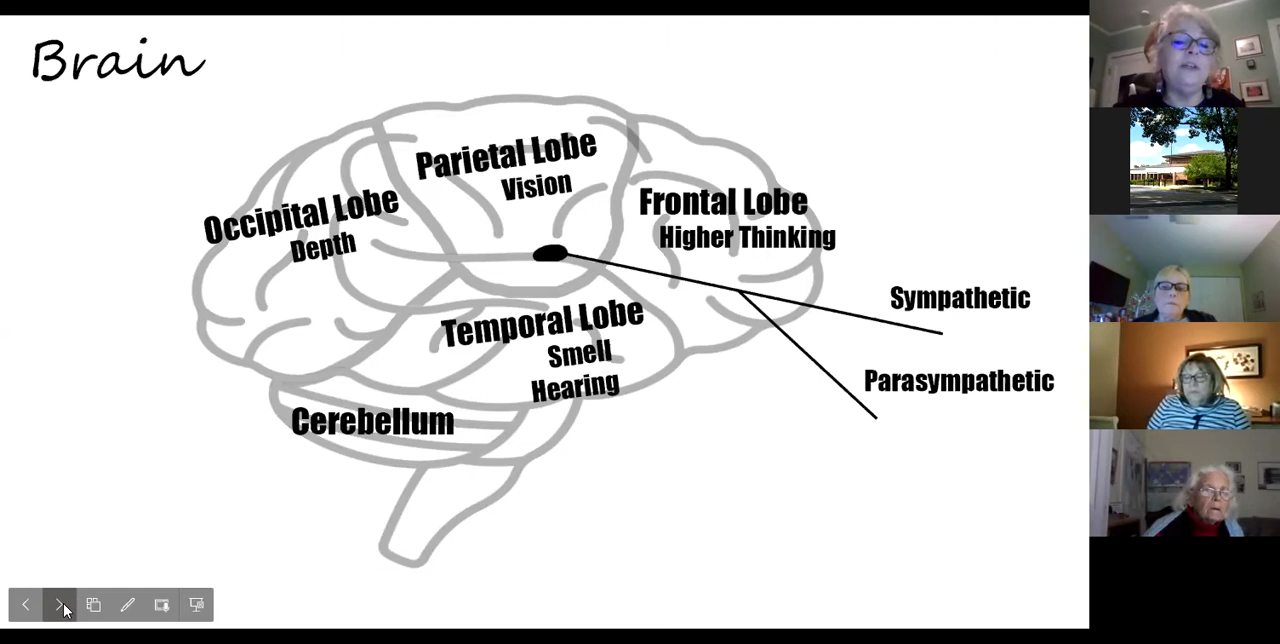 Brain
Parietal Lobe
Vision
Occipital Lobe
Depth
Frontal Lobe
Higher Thinking
Temporal Lobe
Smell
Hearing
Sympathetic
Parasympathetic
Cerebellum